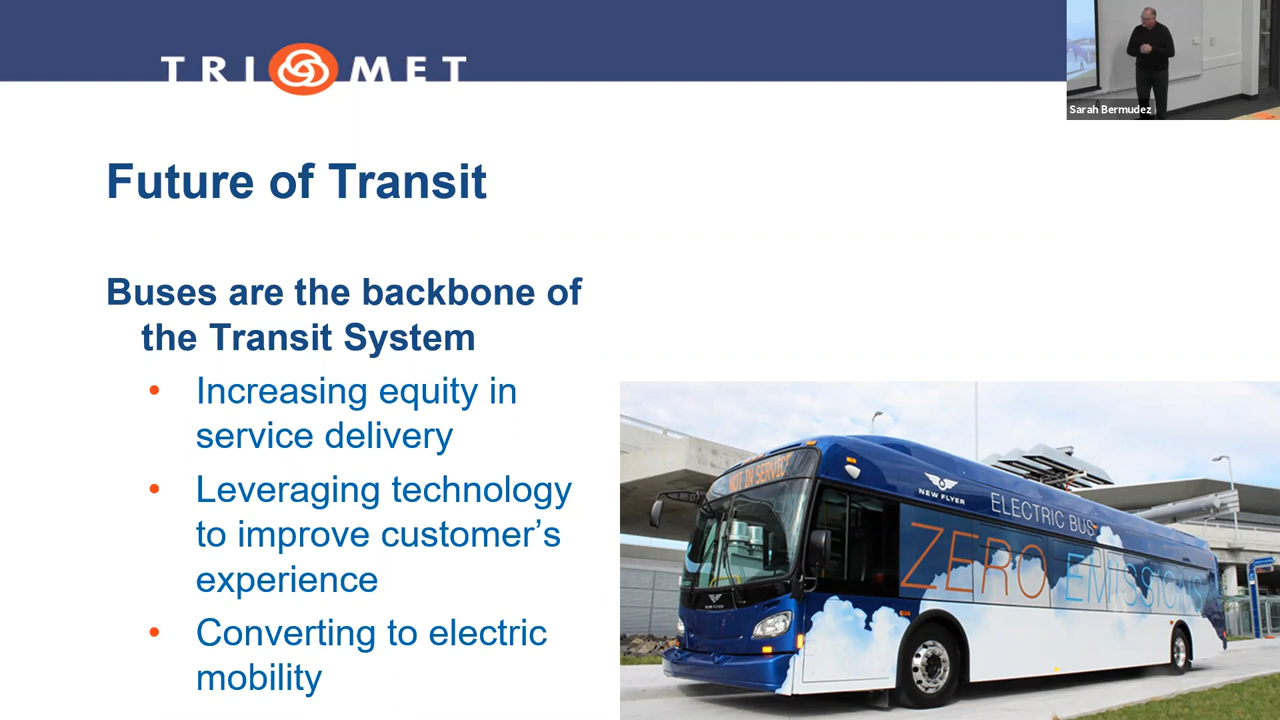 TRI MET
Sarah Bermudez
Future of Transit
Buses are the backbone of
the Transit System
• Increasing equity in
service delivery
• Leveraging technology
to improve customer’s
experience
• Converting to electric
mobility
NOT IN SERVICE
NEW FLYER
ELECTRIC BUS
ZERO EMISSIONS
NEW FLYER